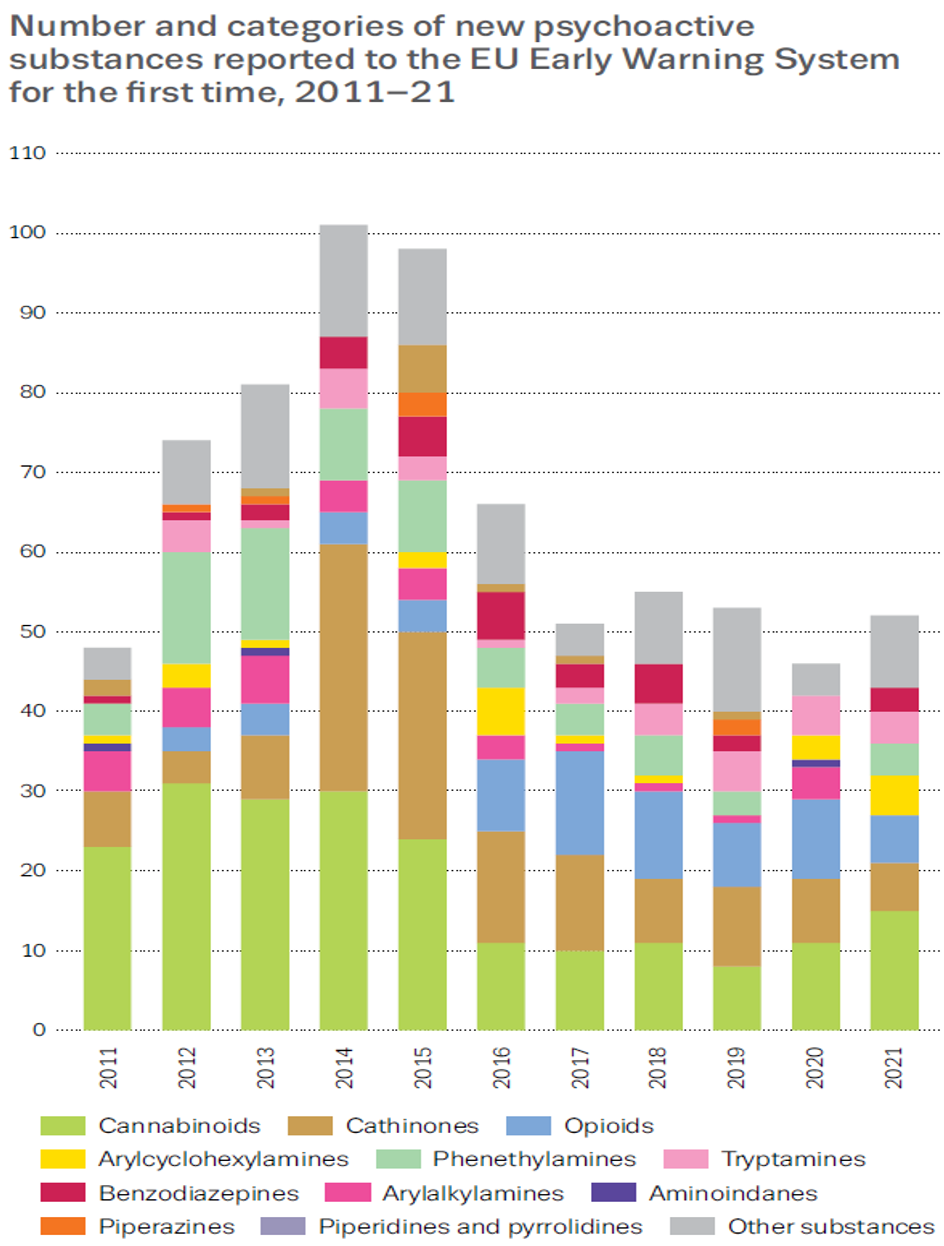 Number and categories of new psychoactive
substances reported to the EU Early Warning System
for the first time, 2011–21
110
100
90
80
70
60
50
40
30
20
10
0
2011 2012 2013 2014 2015 2016 2017 2018 2019 2020 2021
Cannabinoids Cathinones Opioids
Arylcyclohexylamines Phenethylamines Tryptamines
Benzodiazepines Arylalkylamines Aminoindanes
Piperazines Piperidines and pyrrolidines Other substances